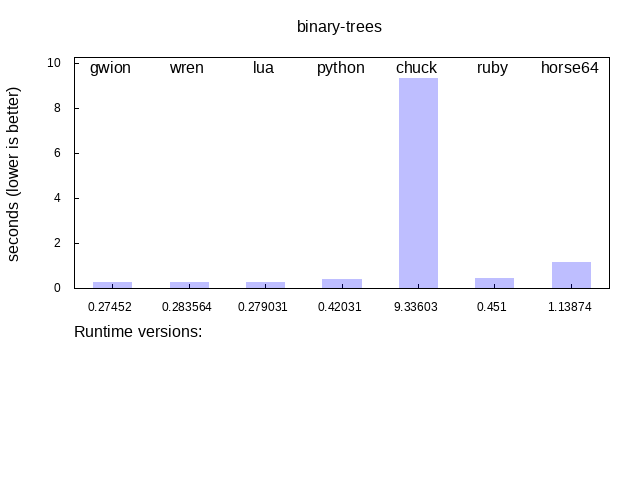 binary-trees
10
gwion wren lua python chuck ruby horse64
8
6
4
2
0
seconds (lower is better)
0.27452 0.283564 0.279031 0.42031 9.33603 0.451 1.13874
Runtime versions: